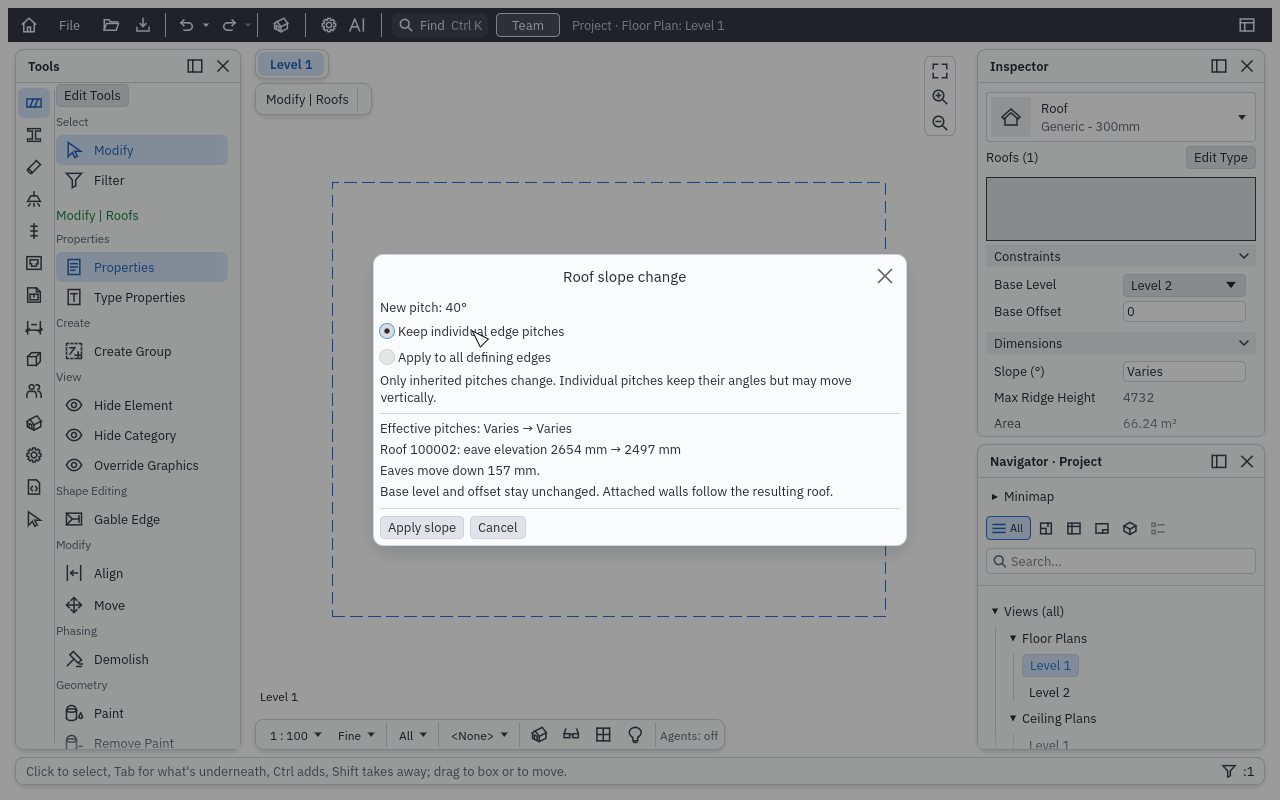 File
Find Ctrl K
Team
Project · Floor Plan: Level 1
Tools
Edit Tools
Select
Modify
Filter
Modify | Roofs
Properties
Properties
Type Properties
Create
Create Group
View
Hide Element
Hide Category
Override Graphics
Shape Editing
Gable Edge
Modify
Align
Move
Phasing
Demolish
Geometry
Paint
Remove Paint
Level 1
Modify | Roofs
Roof slope change
New pitch: 40°
Keep individual edge pitches
Apply to all defining edges
Only inherited pitches change. Individual pitches keep their angles but may move
vertically.
Effective pitches: Varies → Varies
Roof 100002: eave elevation 2654 mm → 2497 mm
Eaves move down 157 mm.
Base level and offset stay unchanged. Attached walls follow the resulting roof.
Apply slope
Cancel
Level 1
1 : 100
Fine
All
<None>
Agents: off
Inspector
Roof
Generic - 300mm
Roofs (1)
Edit Type
Constraints
Base Level
Level 2
Base Offset
0
Dimensions
Slope (°)
Varies
Max Ridge Height
4732
Area
66.24 m²
Navigator · Project
Minimap
All
Search...
Views (all)
Floor Plans
Level 1
Level 2
Ceiling Plans
Level 1
Click to select, Tab for what's underneath, Ctrl adds, Shift takes away; drag to box or to move.
:1